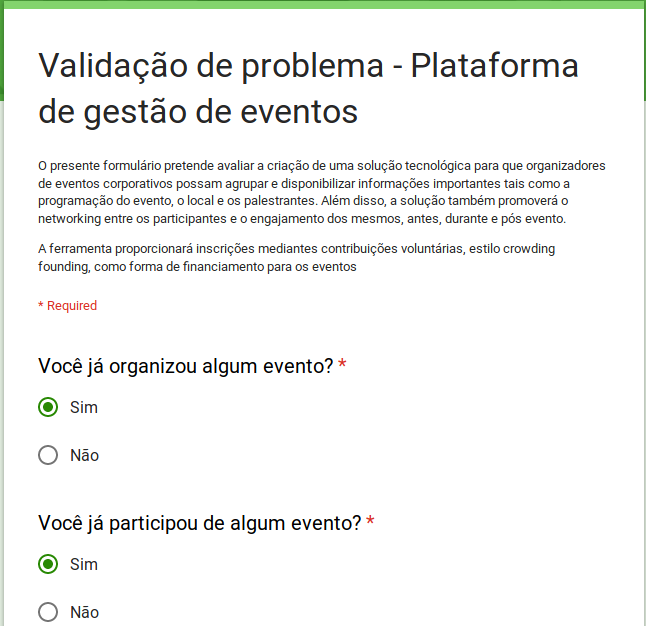 Validação de problema - Plataforma
de gestão de eventos
O presente formulário pretende avaliar a criação de uma solução tecnológica para que organizadores
de eventos corporativos possam agrupar e disponibilizar informações importantes tais como a
programação do evento, o local e os palestrantes. Além disso, a solução também promoverá o
networking entre os participantes e o engajamento dos mesmos, antes, durante e pós evento.
A ferramenta proporcionará inscrições mediantes contribuições voluntárias, estilo crowding
founding, como forma de financiamento para os eventos
* Required
Você já organizou algum evento? *
Sim
Não
Você já participou de algum evento? *
Sim
Não